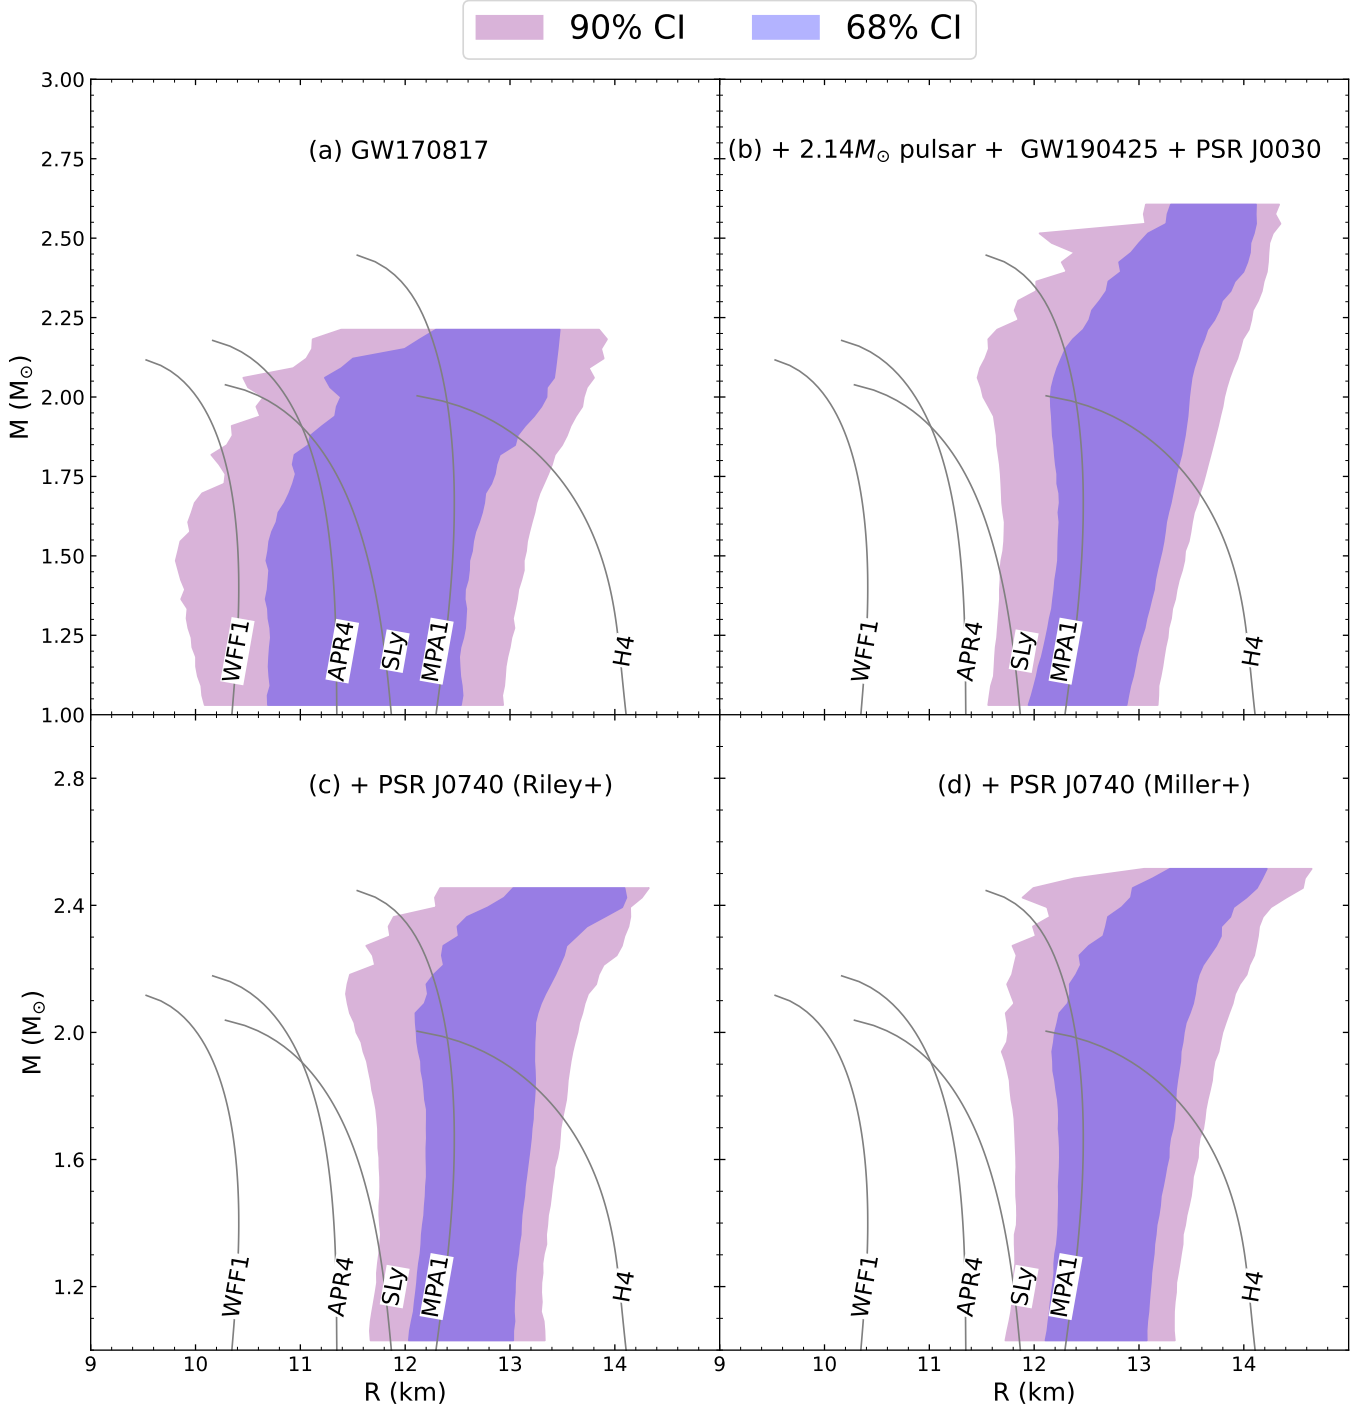 90% CI 68% CI
(a) GW170817
(b) + 2.14M⊙ pulsar + GW190425 + PSR J0030
3.00
2.75
2.50
2.25
2.00
1.75
1.50
1.25
1.00
M (M⊙)
WFF1 APR4 SLy MPA1 H4
WFF1 APR4 SLy MPA1 H4
(c) + PSR J0740 (Riley+)
(d) + PSR J0740 (Miller+)
2.8
2.4
2.0
1.6
1.2
M (M⊙)
WFF1 APR4 SLy MPA1 H4
WFF1 APR4 SLy MPA1 H4
9 10 11 12 13 14
9 10 11 12 13 14
R (km)
R (km)